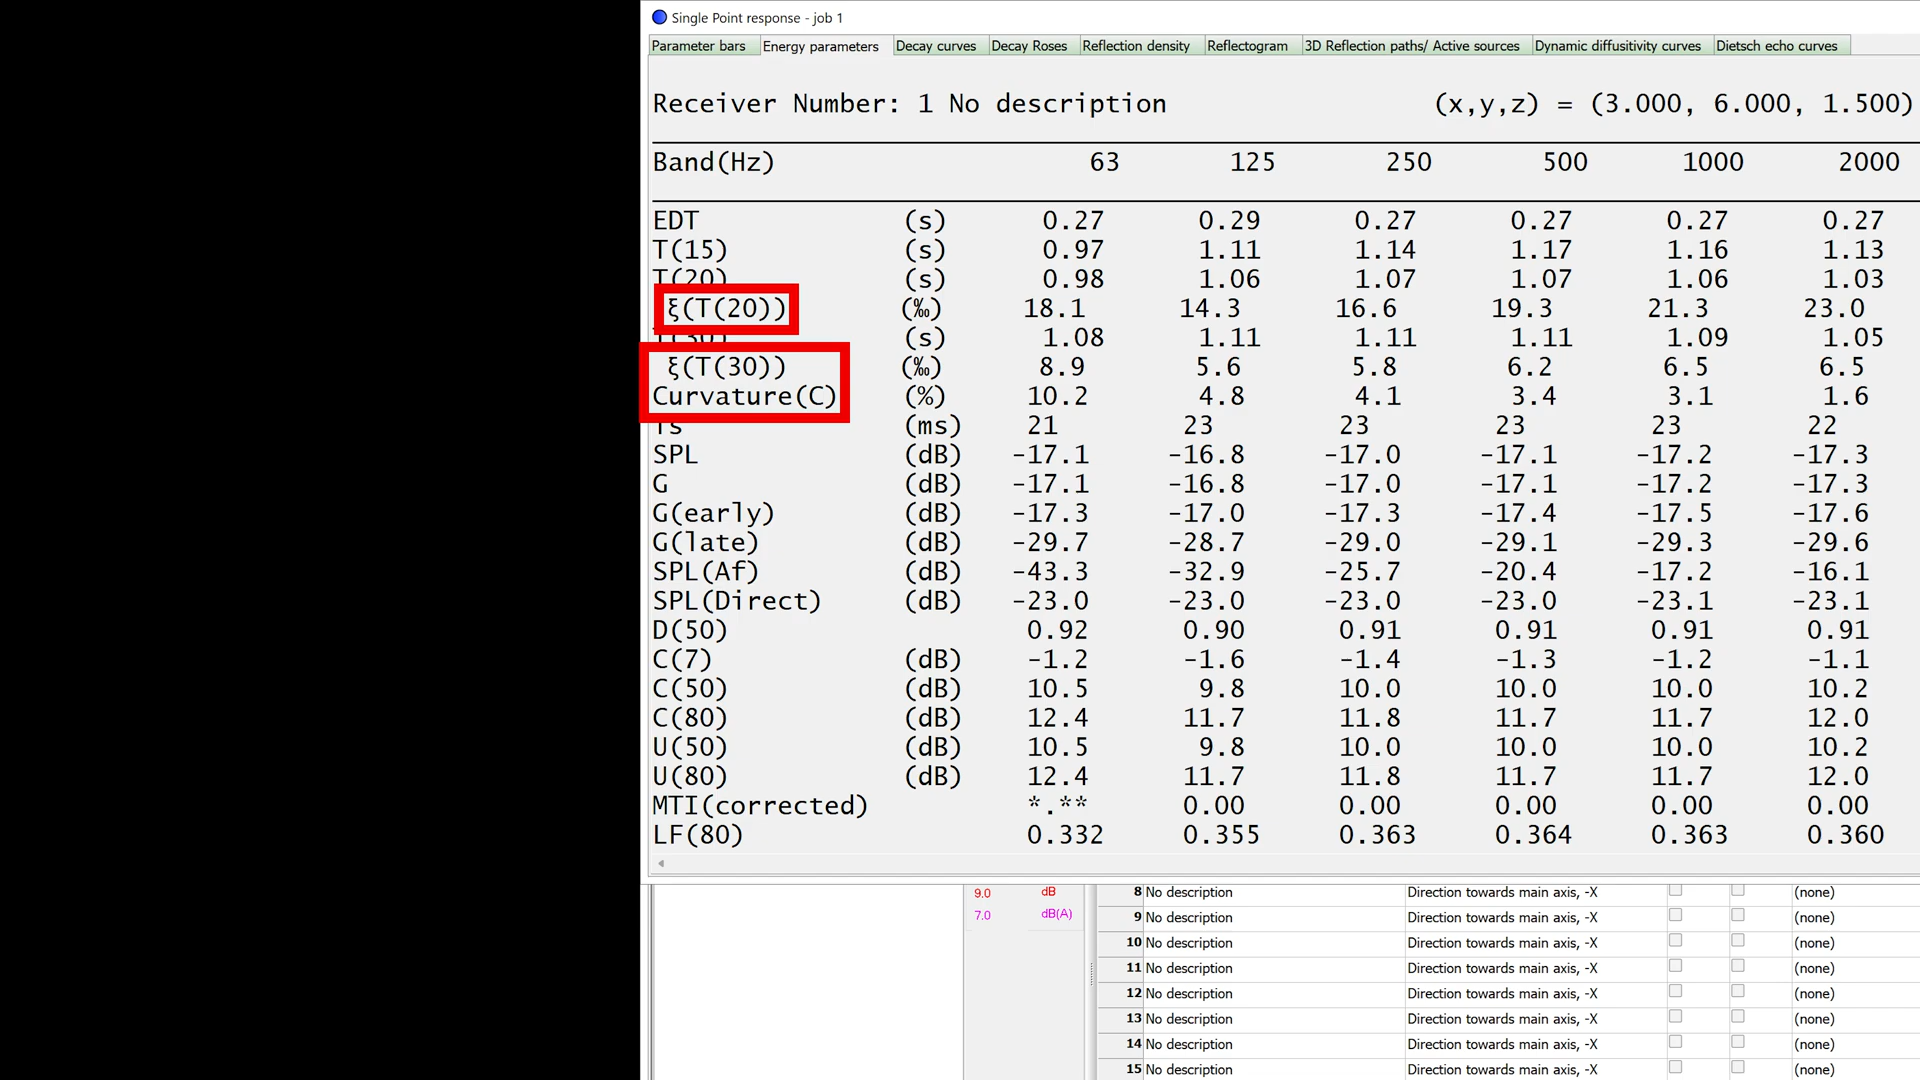 Single Point response - job 1
Parameter bars Energy parameters Decay curves Decay Roses Reflection density Reflectogram 3D Reflection paths/ Active sources Dynamic diffusitivity curves Dietsch echo curves
Receiver Number: 1 No description (x,y,z) = (3.000, 6.000, 1.500)
Band(Hz) 63 125 250 500 1000 2000
EDT (s) 0.27 0.29 0.27 0.27 0.27 0.27
T(15) (s) 0.97 1.11 1.14 1.17 1.16 1.13
T(20) (s) 0.98 1.06 1.07 1.07 1.06 1.03
ξ(T(20)) (‰) 18.1 14.3 16.6 19.3 21.3 23.0
T(30) (s) 1.08 1.11 1.11 1.11 1.09 1.05
ξ(T(30)) (‰) 8.9 5.6 5.8 6.2 6.5 6.5
Curvature(C) (%) 10.2 4.8 4.1 3.4 3.1 1.6
Ts (ms) 21 23 23 23 23 22
SPL (dB) -17.1 -16.8 -17.0 -17.1 -17.2 -17.3
G (dB) -17.1 -16.8 -17.0 -17.1 -17.2 -17.3
G(early) (dB) -17.3 -17.0 -17.3 -17.4 -17.5 -17.6
G(late) (dB) -29.7 -28.7 -29.0 -29.1 -29.3 -29.6
SPL(Af) (dB) -43.3 -32.9 -25.7 -20.4 -17.2 -16.1
SPL(Direct) (dB) -23.0 -23.0 -23.0 -23.0 -23.1 -23.1
D(50) 0.92 0.90 0.91 0.91 0.91 0.91
C(7) (dB) -1.2 -1.6 -1.4 -1.3 -1.2 -1.1
C(50) (dB) 10.5 9.8 10.0 10.0 10.0 10.2
C(80) (dB) 12.4 11.7 11.8 11.7 11.7 12.0
U(50) (dB) 10.5 9.8 10.0 10.0 10.0 10.2
U(80) (dB) 12.4 11.7 11.8 11.7 11.7 12.0
MTI(corrected) *.** 0.00 0.00 0.00 0.00 0.00
LF(80) 0.332 0.355 0.363 0.364 0.363 0.360
9.0 dB 8 No description Direction towards main axis, -X (none)
7.0 dB(A) 9 No description Direction towards main axis, -X (none)
10 No description Direction towards main axis, -X (none)
11 No description Direction towards main axis, -X (none)
12 No description Direction towards main axis, -X (none)
13 No description Direction towards main axis, -X (none)
14 No description Direction towards main axis, -X (none)
15 No description Direction towards main axis, -X (none)